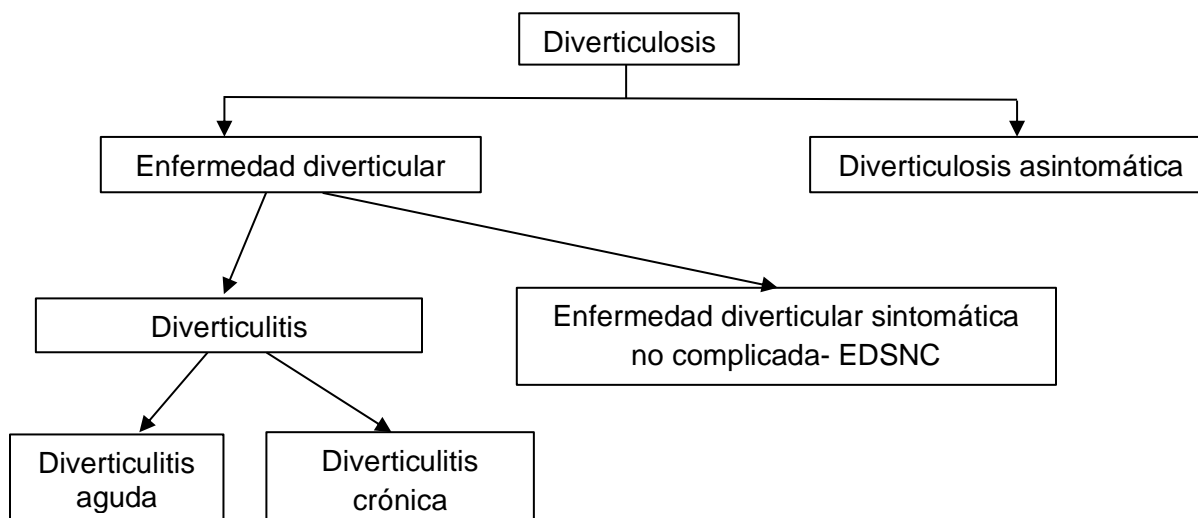 Diverticulosis
Enfermedad diverticular
Diverticulosis asintomática
Diverticulitis
Enfermedad diverticular sintomática
no complicada- EDSNC
Diverticulitis
aguda
Diverticulitis
crónica